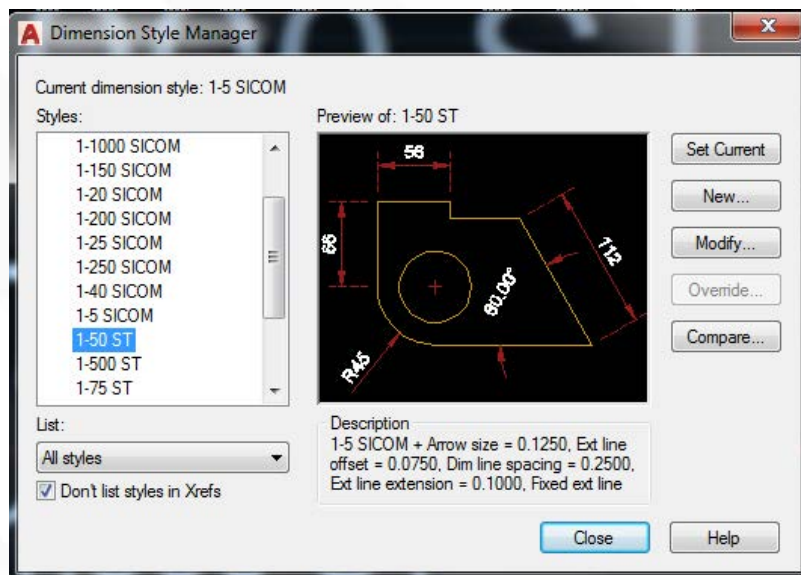 Dimension Style Manager
Current dimension style: 1-5 SICOM
Styles:
1-1000 SICOM
1-150 SICOM
1-20 SICOM
1-200 SICOM
1-25 SICOM
1-250 SICOM
1-40 SICOM
1-5 SICOM
1-50 ST
1-500 ST
1-75 ST
List:
All styles
Don't list styles in Xrefs
Preview of: 1-50 ST
56
66
112
60.00°
R45
Description
1-5 SICOM + Arrow size = 0.1250, Ext line
offset = 0.0750, Dim line spacing = 0.2500,
Ext line extension = 0.1000, Fixed ext line
Set Current
New...
Modify...
Override...
Compare...
Close
Help